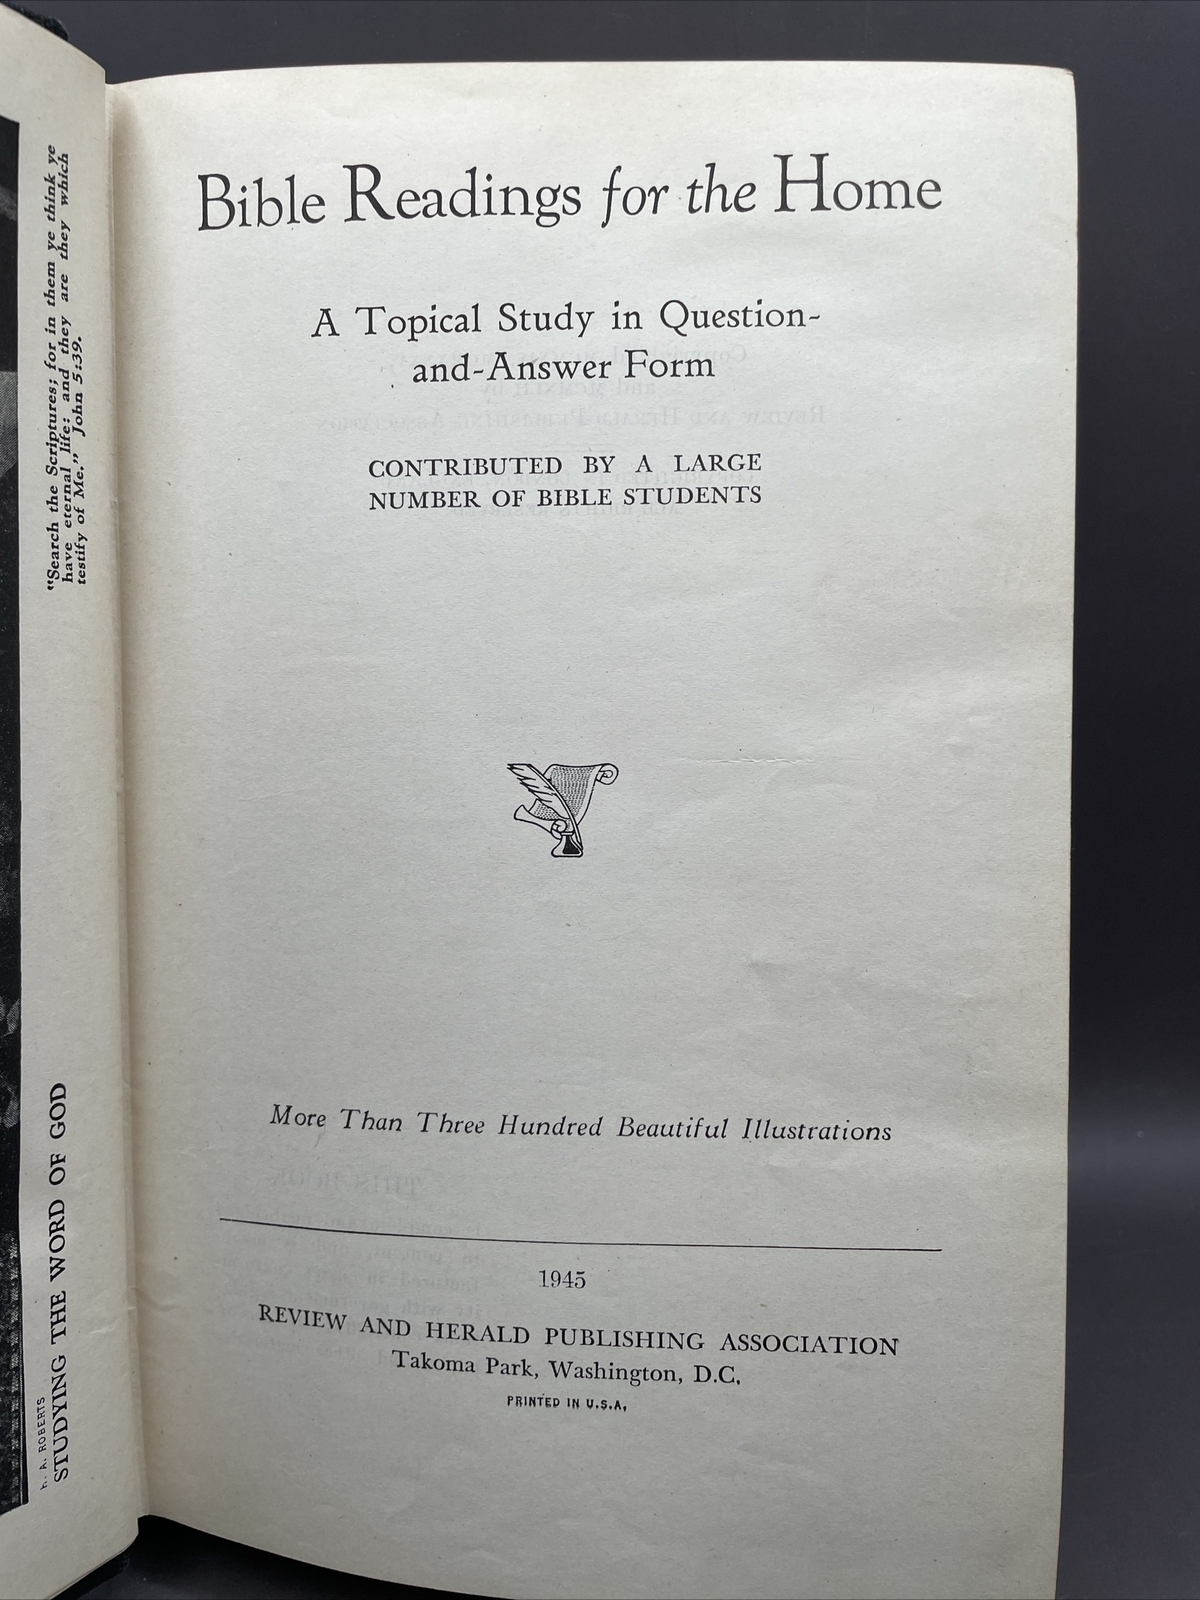 "Search the Scriptures; for in them ye think ye
have eternal life: and they are they which
testify of Me." John 5:39.
A. ROBERTS
STUDYING THE WORD OF GOD
Bible Readings for the Home
A Topical Study in Question-
and-Answer Form
CONTRIBUTED BY A LARGE
NUMBER OF BIBLE STUDENTS
More Than Three Hundred Beautiful Illustrations
1945
REVIEW AND HERALD PUBLISHING ASSOCIATION
Takoma Park, Washington, D.C.
PRINTED IN U.S.A.